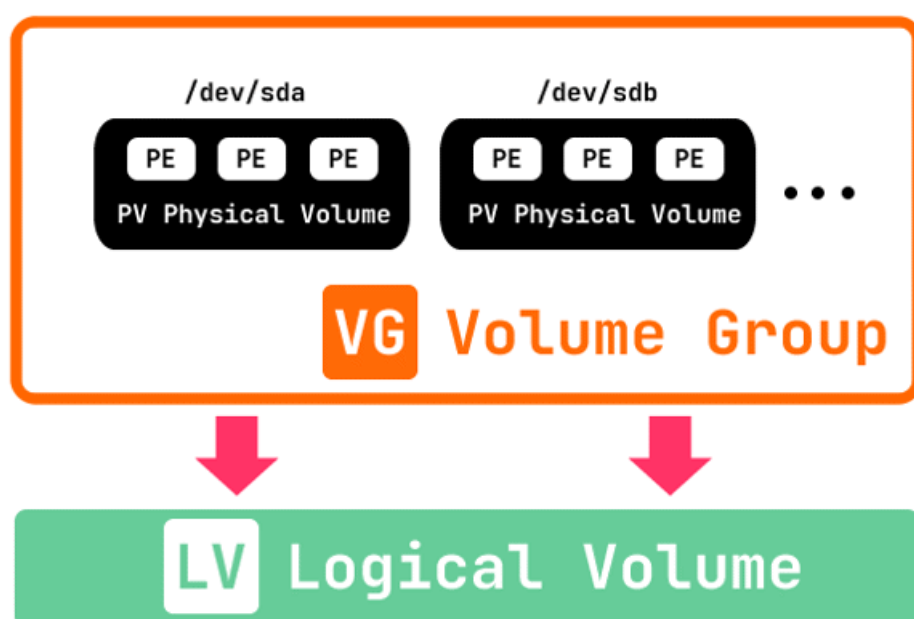 /dev/sda /dev/sdb
PE PE PE PE PE PE
PV Physical Volume PV Physical Volume
VG Volume Group
LV Logical Volume